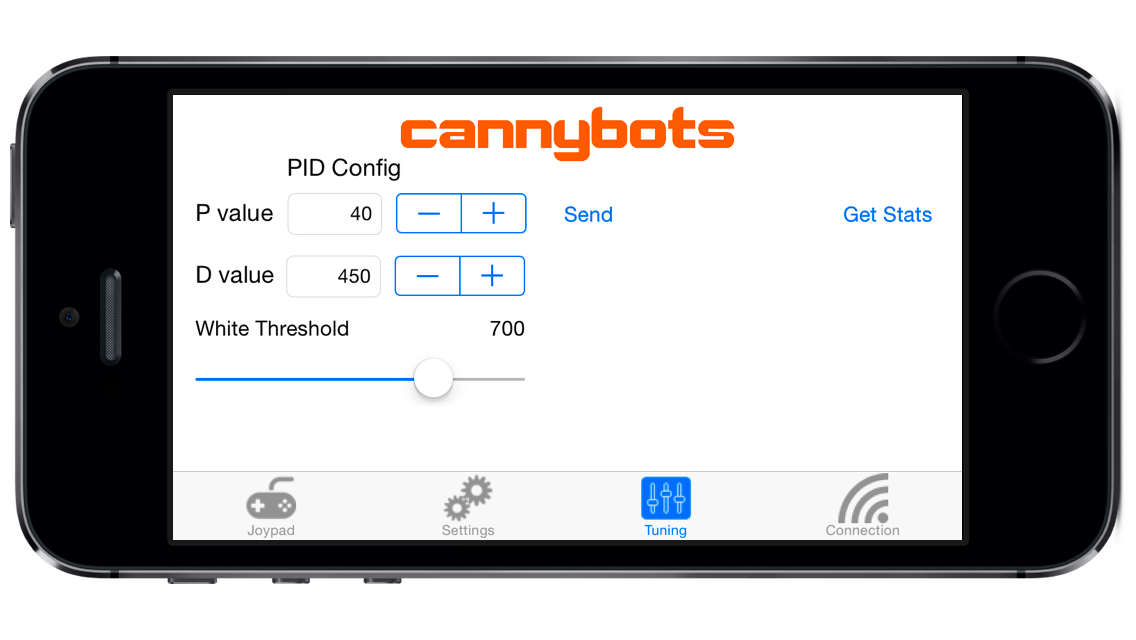 cannybots
PID Config
P value 40 Send Get Stats
D value 450
White Threshold 700
Joypad Settings Tuning Connection